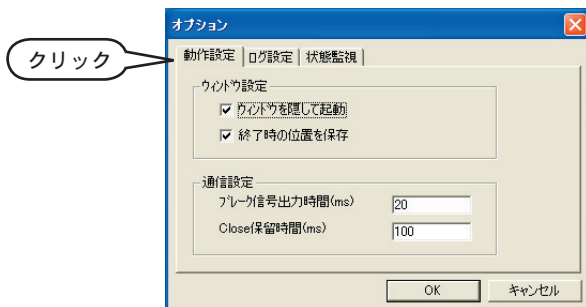 オプション
クリック
動作設定 ログ設定 状態監視
ウィンドウ設定
ウィンドウを隠して起動
終了時の位置を保存
通信設定
ブレーク信号出力時間(ms) 20
Close保留時間(ms) 100
OK キャンセル